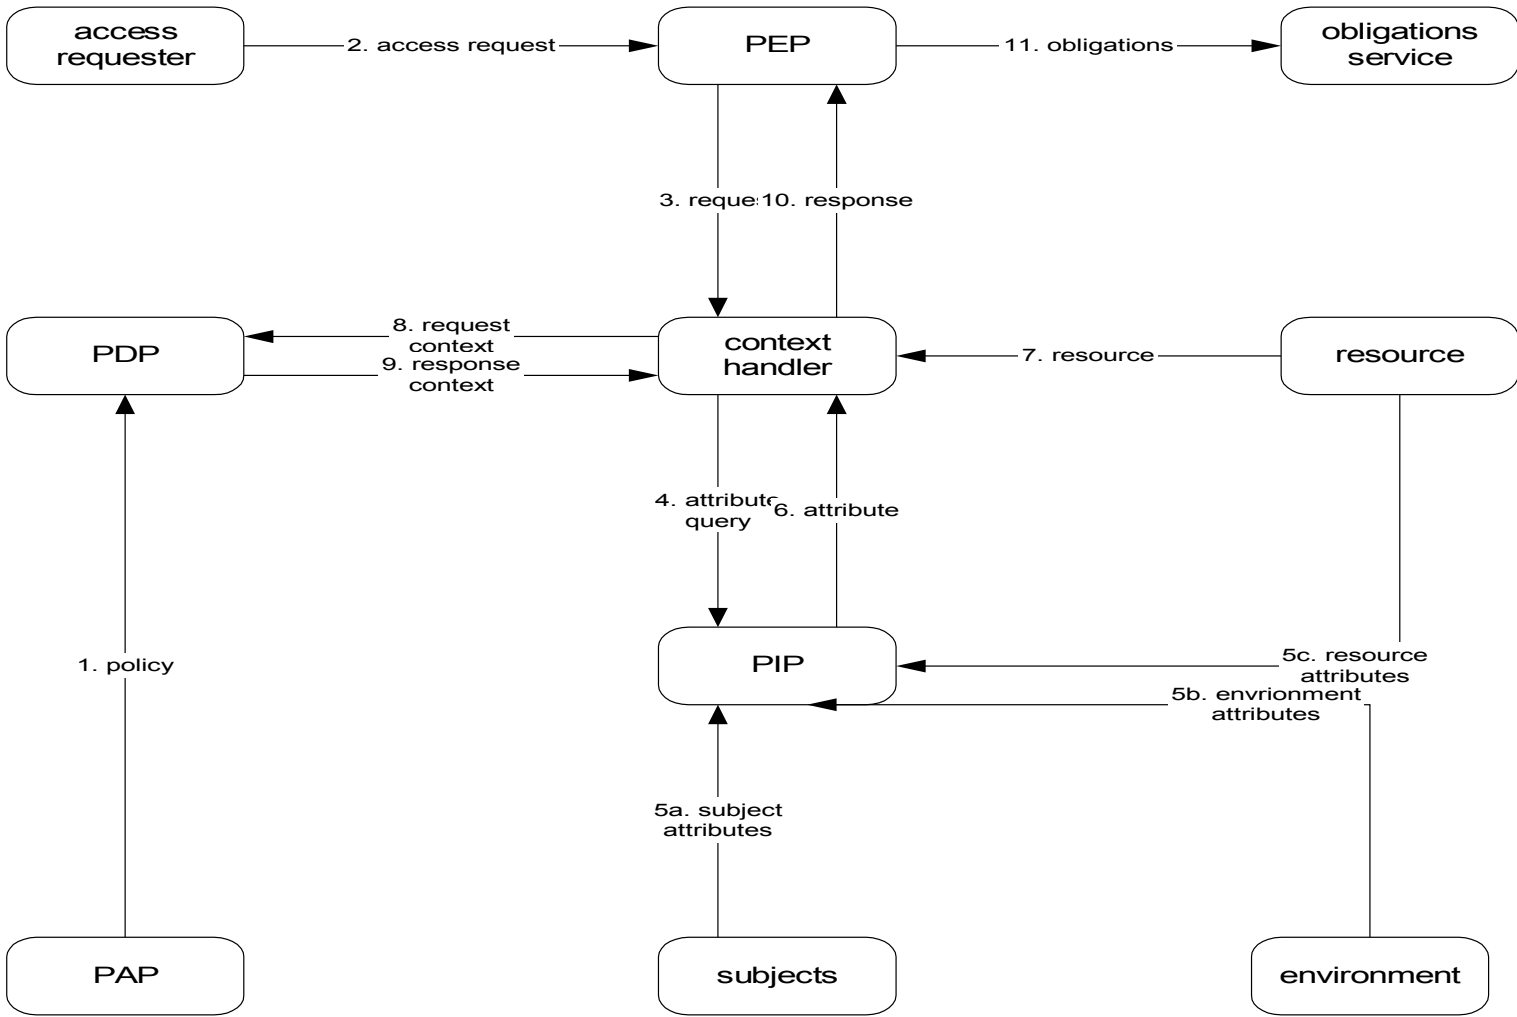 access
requester
2. access request
PEP
11. obligations
obligations
service
3. reque
10. response
PDP
8. request
context
9. response
context
context
handler
7. resource
resource
4. attribute
query
6. attribute
1. policy
PIP
5c. resource
attributes
5b. envrionment
attributes
5a. subject
attributes
PAP
subjects
environment